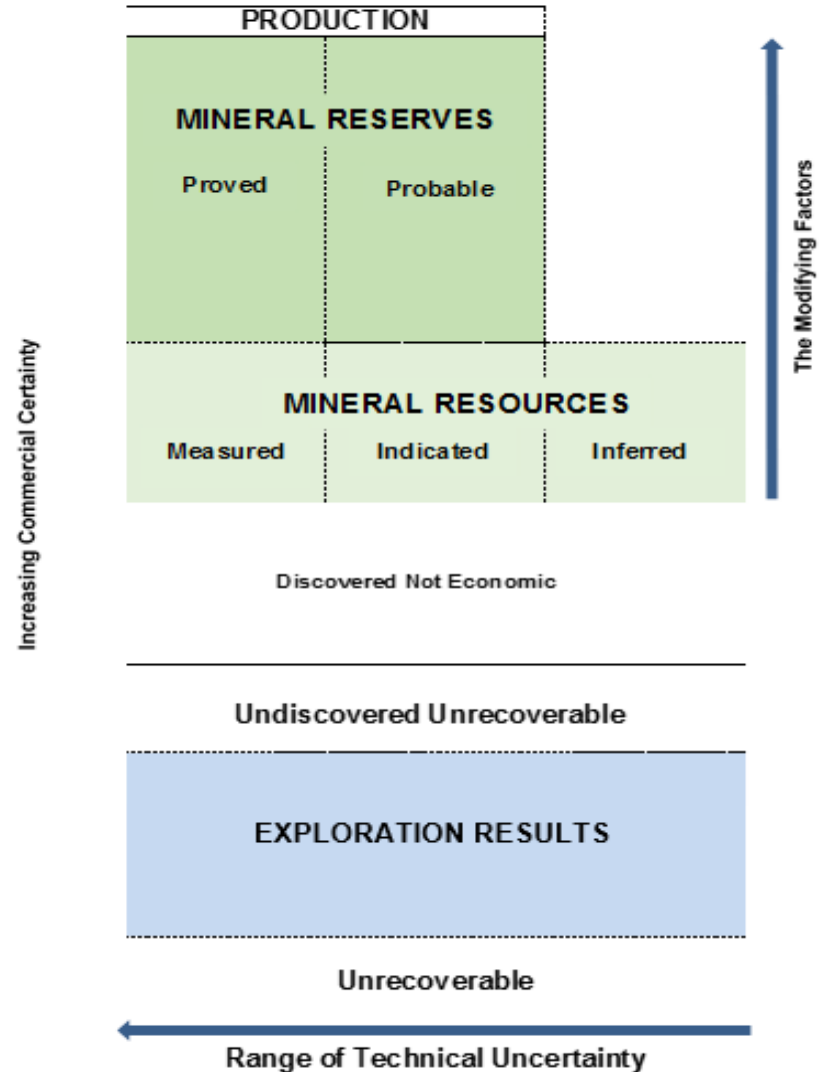 PRODUCTION
MINERAL RESERVES
Proved Probable
The Modifying Factors
Increasing Commercial Certainty
MINERAL RESOURCES
Measured Indicated Inferred
Discovered Not Economic
Undiscovered Unrecoverable
EXPLORATION RESULTS
Unrecoverable
Range of Technical Uncertainty